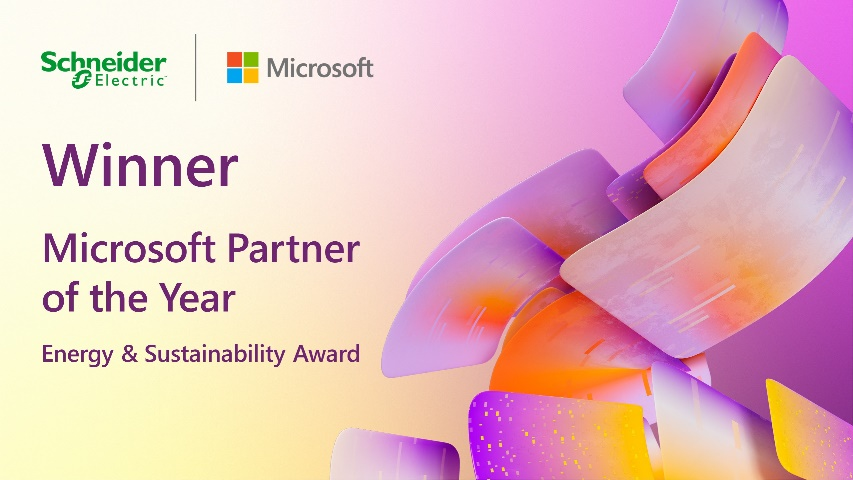 Schneider
Electric
Microsoft
Winner
Microsoft Partner
of the Year
Energy & Sustainability Award